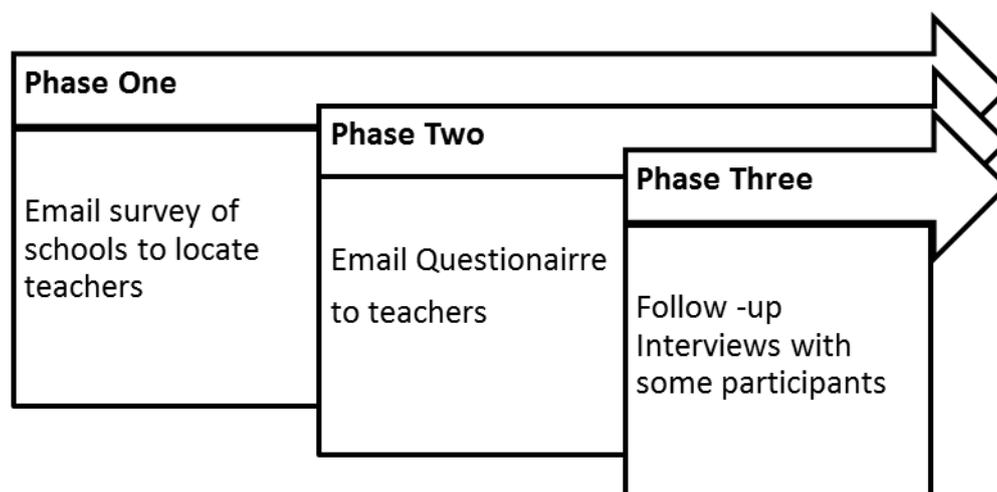 Phase One
Email survey of
schools to locate
teachers
Phase Two
Email Questionairre
to teachers
Phase Three
Follow -up
Interviews with
some participants